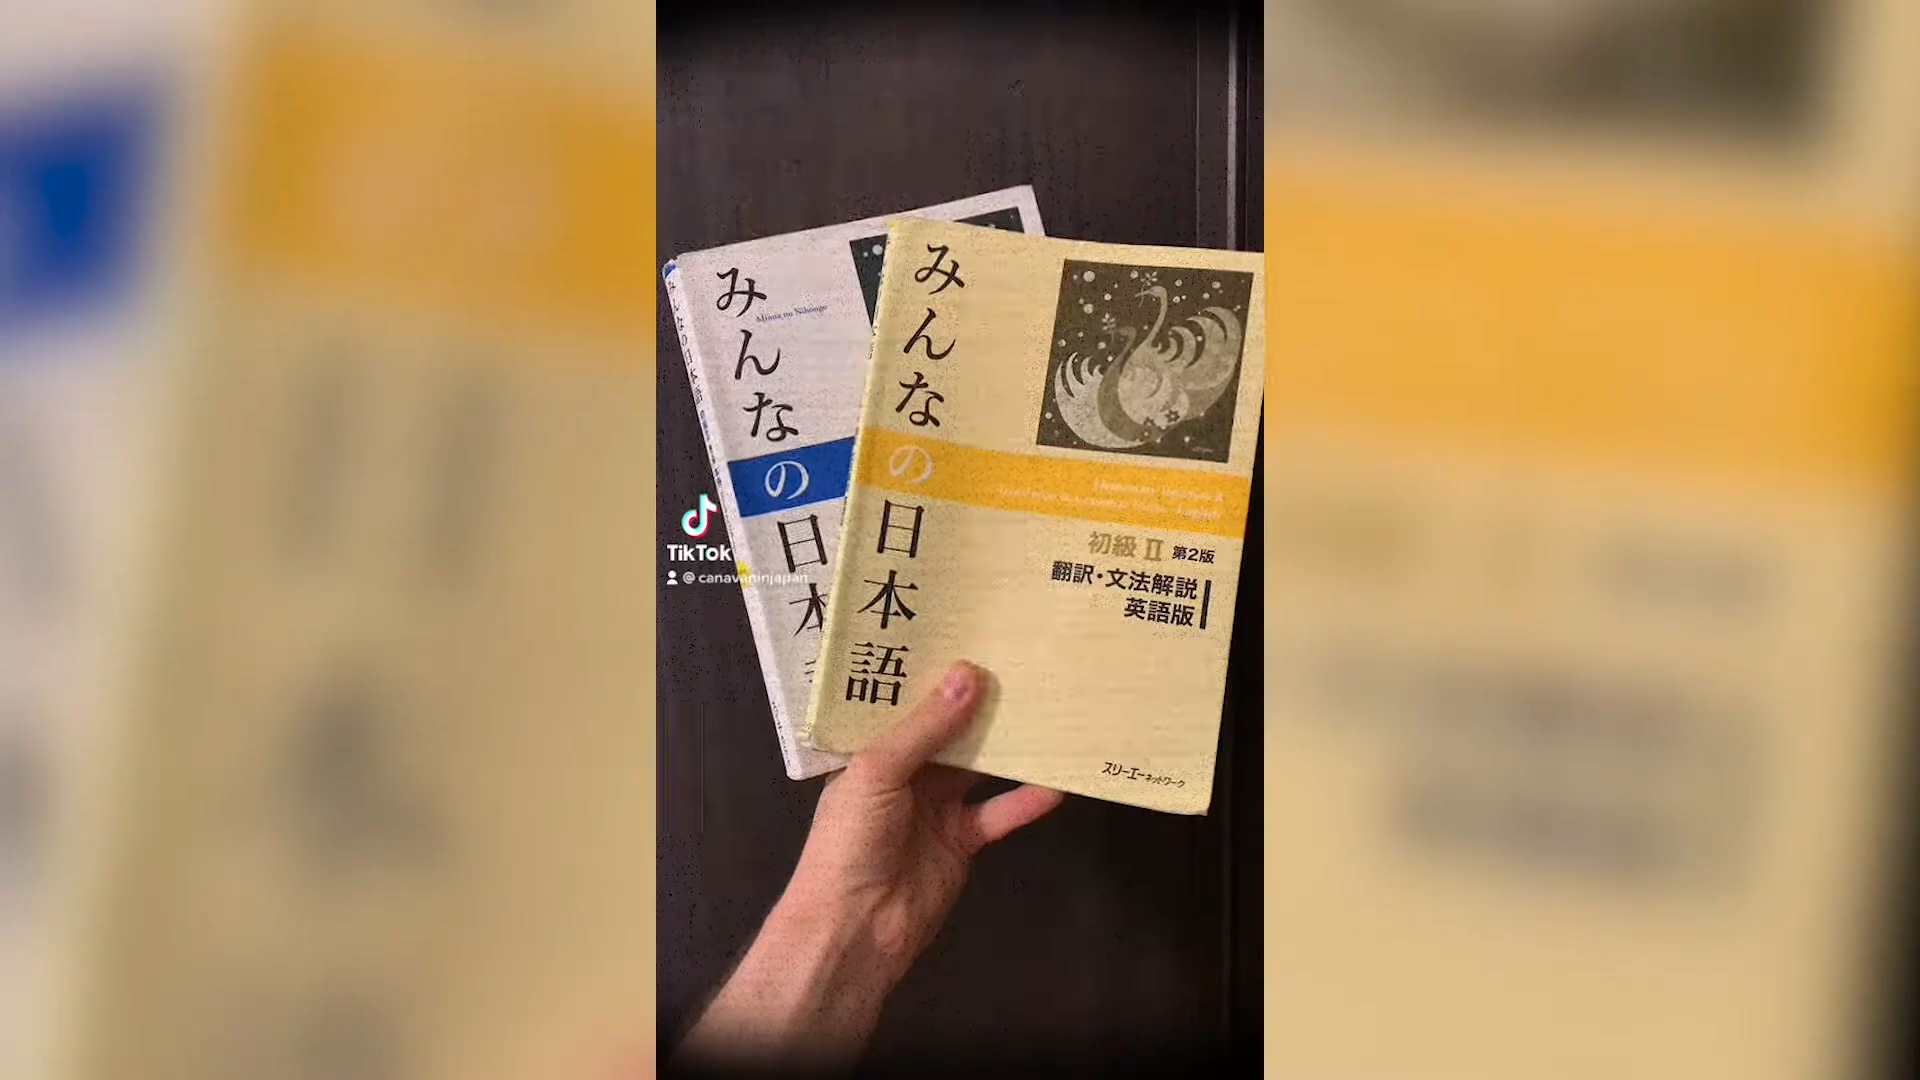 みんなの日本
Minna no Nihongo
みんなの日本語
初級 II 第2版
翻訳・文法解説
英語版
スリーエーネットワーク
TikTok
@canavaninjapan